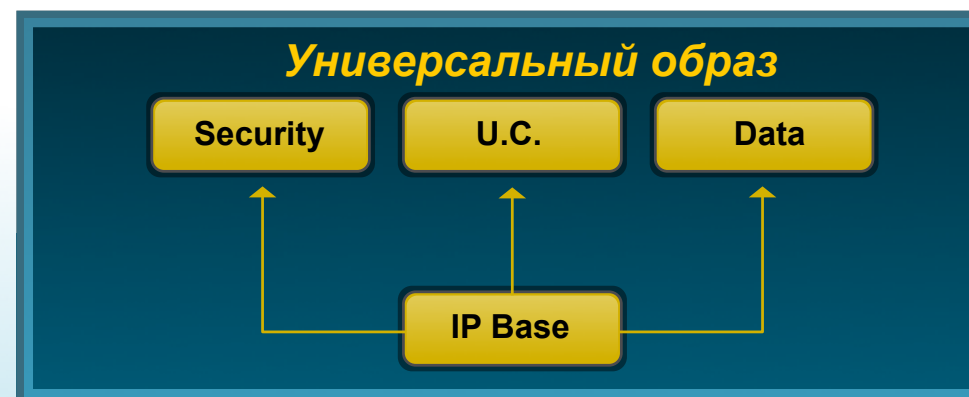 Универсальный образ
Security U.C. Data
IP Base